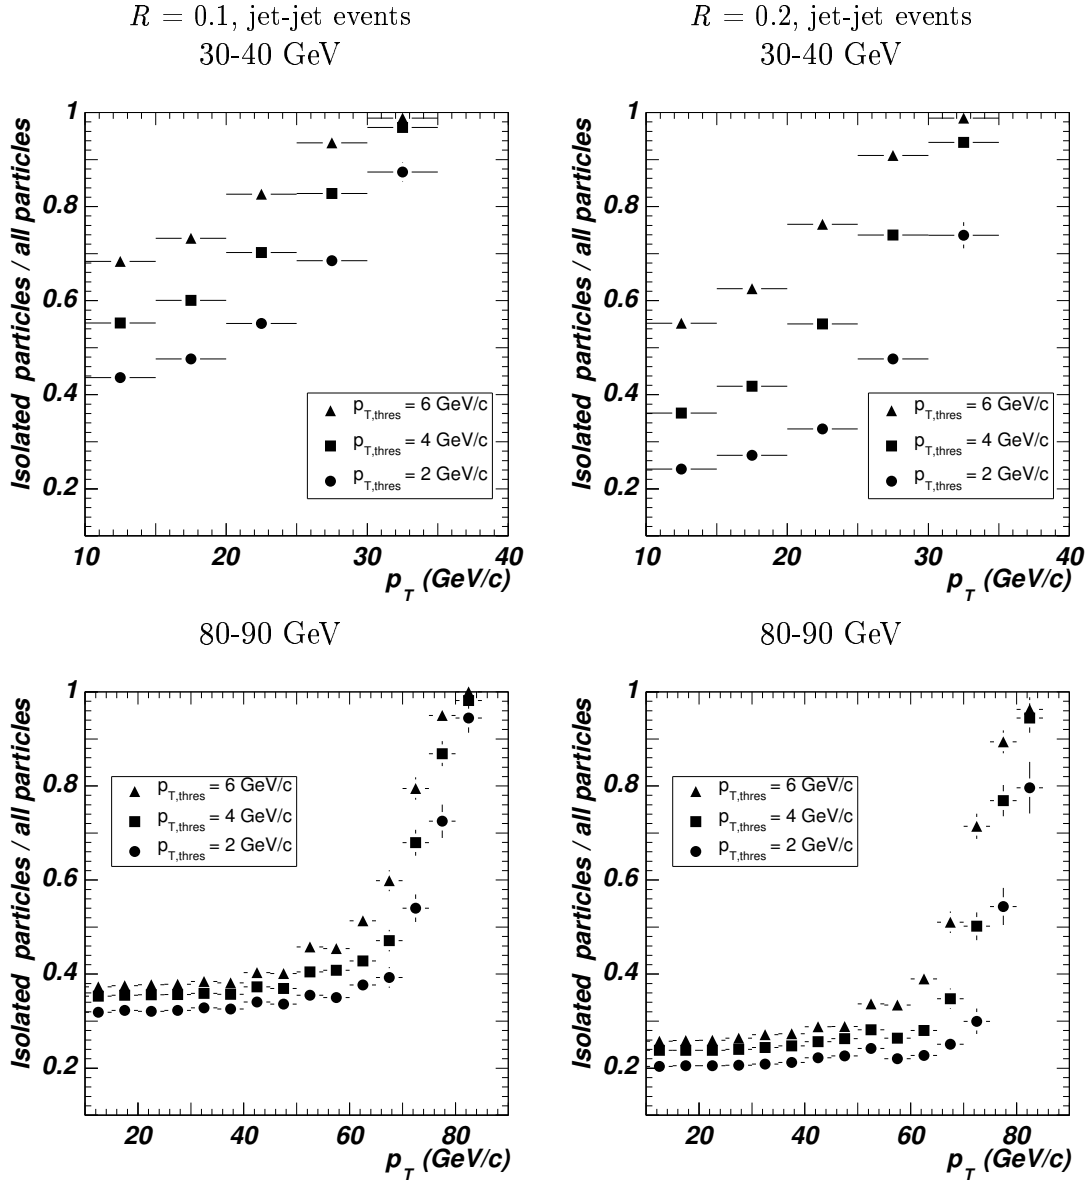 R = 0.1, jet-jet events
30-40 GeV
Isolated particles / all particles
1
0.8
0.6
0.4
0.2
p_T,thres = 6 GeV/c
p_T,thres = 4 GeV/c
p_T,thres = 2 GeV/c
10 20 30 40
p_T (GeV/c)
R = 0.2, jet-jet events
30-40 GeV
Isolated particles / all particles
1
0.8
0.6
0.4
0.2
p_T,thres = 6 GeV/c
p_T,thres = 4 GeV/c
p_T,thres = 2 GeV/c
10 20 30 40
p_T (GeV/c)
80-90 GeV
Isolated particles / all particles
1
0.8
0.6
0.4
0.2
p_T,thres = 6 GeV/c
p_T,thres = 4 GeV/c
p_T,thres = 2 GeV/c
20 40 60 80
p_T (GeV/c)
80-90 GeV
Isolated particles / all particles
1
0.8
0.6
0.4
0.2
p_T,thres = 6 GeV/c
p_T,thres = 4 GeV/c
p_T,thres = 2 GeV/c
20 40 60 80
p_T (GeV/c)